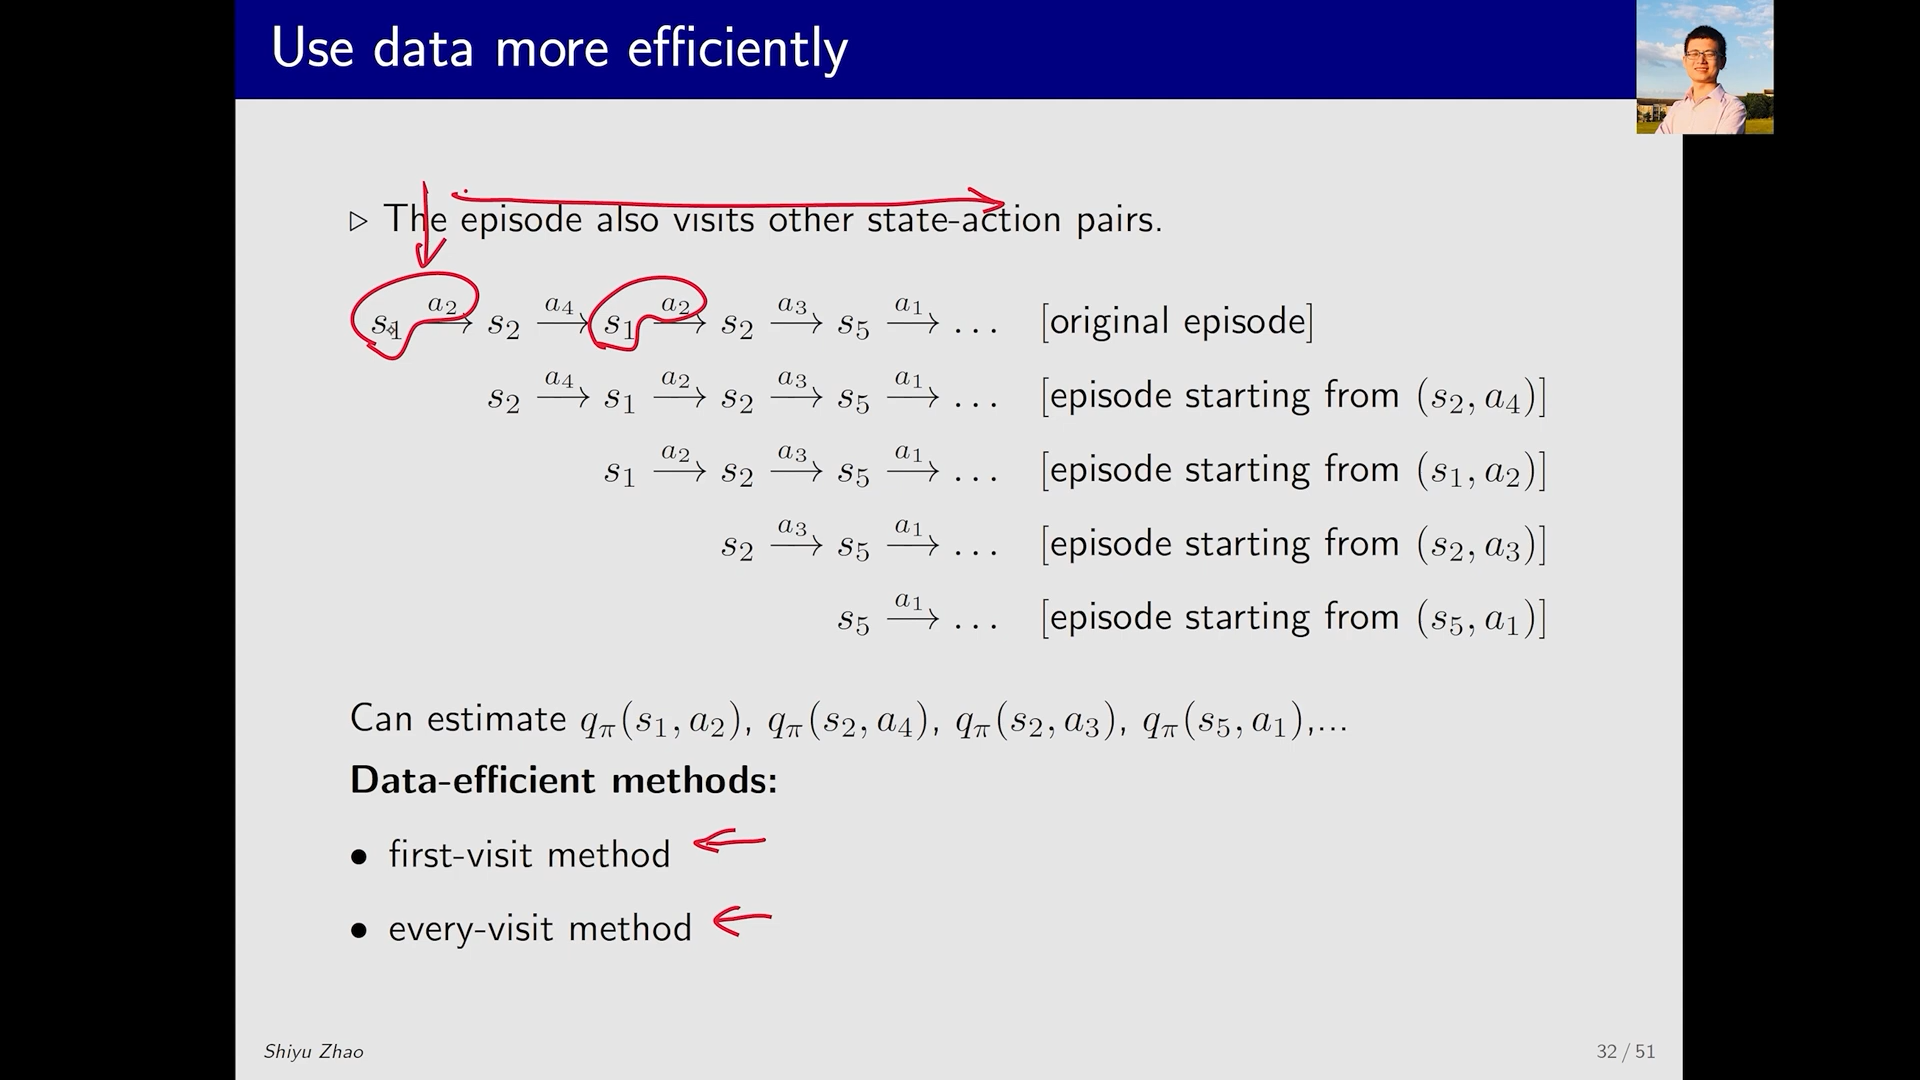 Use data more efficiently
▷ The episode also visits other state-action pairs.
s₁ —a₂→ s₂ —a₄→ s₁ —a₂→ s₂ —a₃→ s₅ —a₁→ ... [original episode]
s₂ —a₄→ s₁ —a₂→ s₂ —a₃→ s₅ —a₁→ ... [episode starting from (s₂, a₄)]
s₁ —a₂→ s₂ —a₃→ s₅ —a₁→ ... [episode starting from (s₁, a₂)]
s₂ —a₃→ s₅ —a₁→ ... [episode starting from (s₂, a₃)]
s₅ —a₁→ ... [episode starting from (s₅, a₁)]
Can estimate qπ(s₁, a₂), qπ(s₂, a₄), qπ(s₂, a₃), qπ(s₅, a₁),...
Data-efficient methods:
• first-visit method
• every-visit method
Shiyu Zhao
32 / 51